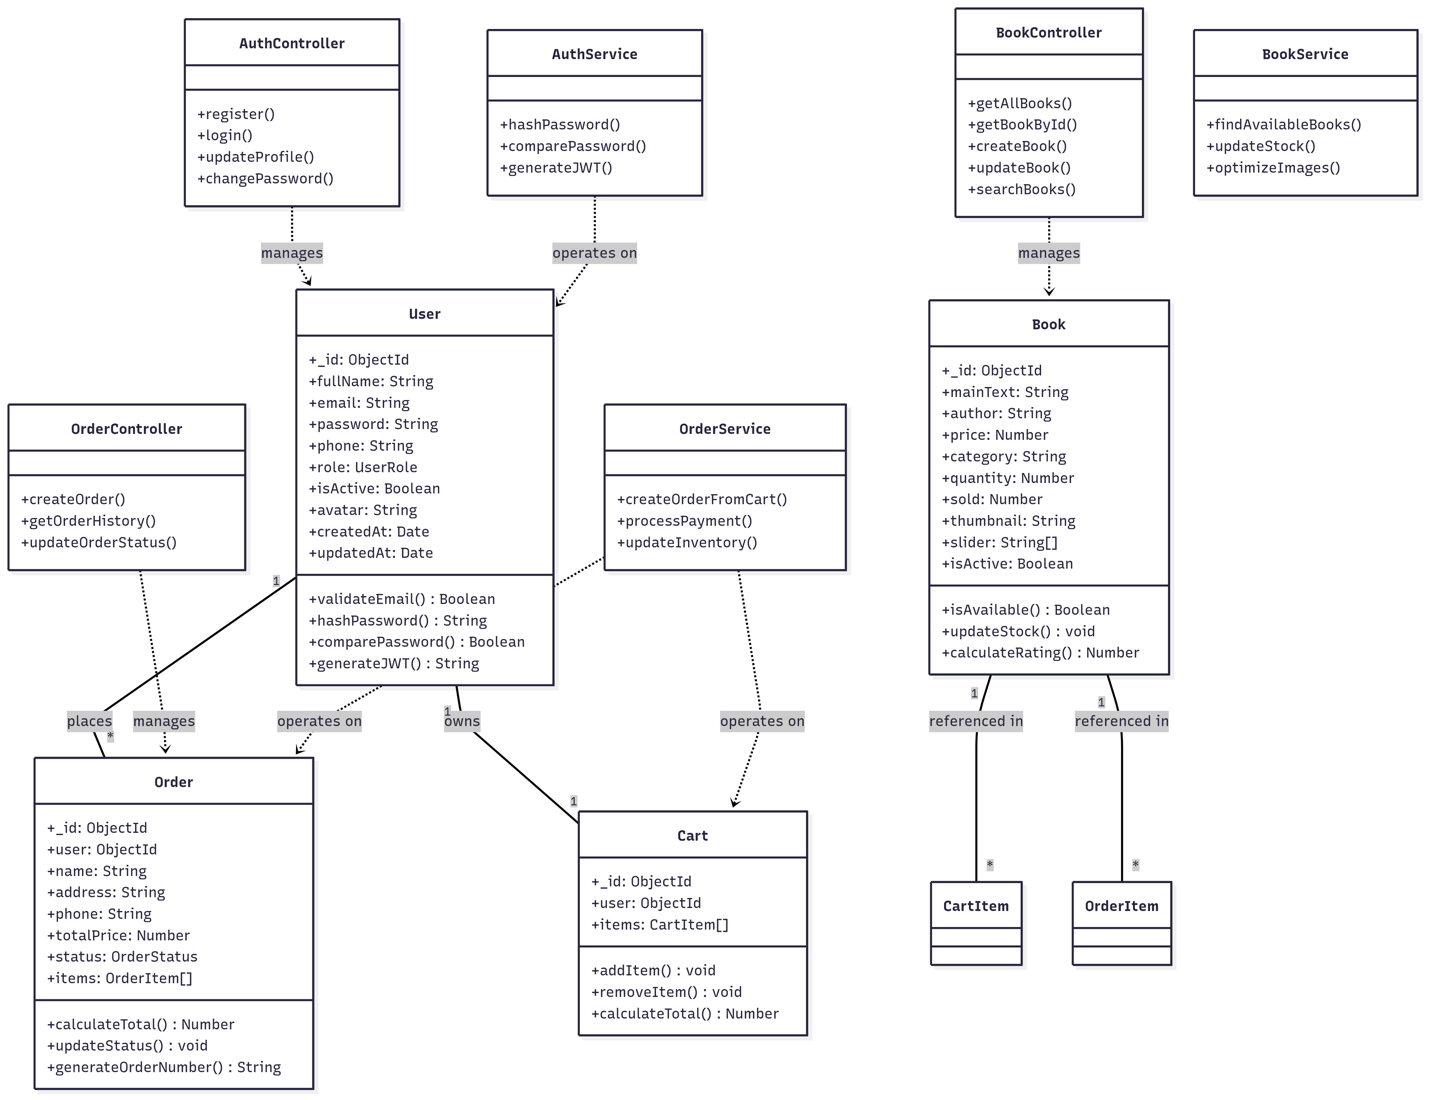 AuthController
+register()
+login()
+updateProfile()
+changePassword()
AuthService
+hashPassword()
+comparePassword()
+generateJWT()
BookController
+getAllBooks()
+getBookById()
+createBook()
+updateBook()
+searchBooks()
BookService
+findAvailableBooks()
+updateStock()
+optimizeImages()
manages
operates on
manages
User
+_id: ObjectId
+fullName: String
+email: String
+password: String
+phone: String
+role: UserRole
+isActive: Boolean
+avatar: String
+createdAt: Date
+updatedAt: Date
+validateEmail() : Boolean
+hashPassword() : String
+comparePassword() : Boolean
+generateJWT() : String
Book
+_id: ObjectId
+mainText: String
+author: String
+price: Number
+category: String
+quantity: Number
+sold: Number
+thumbnail: String
+slider: String[]
+isActive: Boolean
+isAvailable() : Boolean
+updateStock() : void
+calculateRating() : Number
OrderController
+createOrder()
+getOrderHistory()
+updateOrderStatus()
OrderService
+createOrderFromCart()
+processPayment()
+updateInventory()
1
places
*
manages
operates on
1
owns
1
operates on
1
referenced in
*
1
referenced in
*
Order
+_id: ObjectId
+user: ObjectId
+name: String
+address: String
+phone: String
+totalPrice: Number
+status: OrderStatus
+items: OrderItem[]
+calculateTotal() : Number
+updateStatus() : void
+generateOrderNumber() : String
Cart
+_id: ObjectId
+user: ObjectId
+items: CartItem[]
+addItem() : void
+removeItem() : void
+calculateTotal() : Number
CartItem
OrderItem